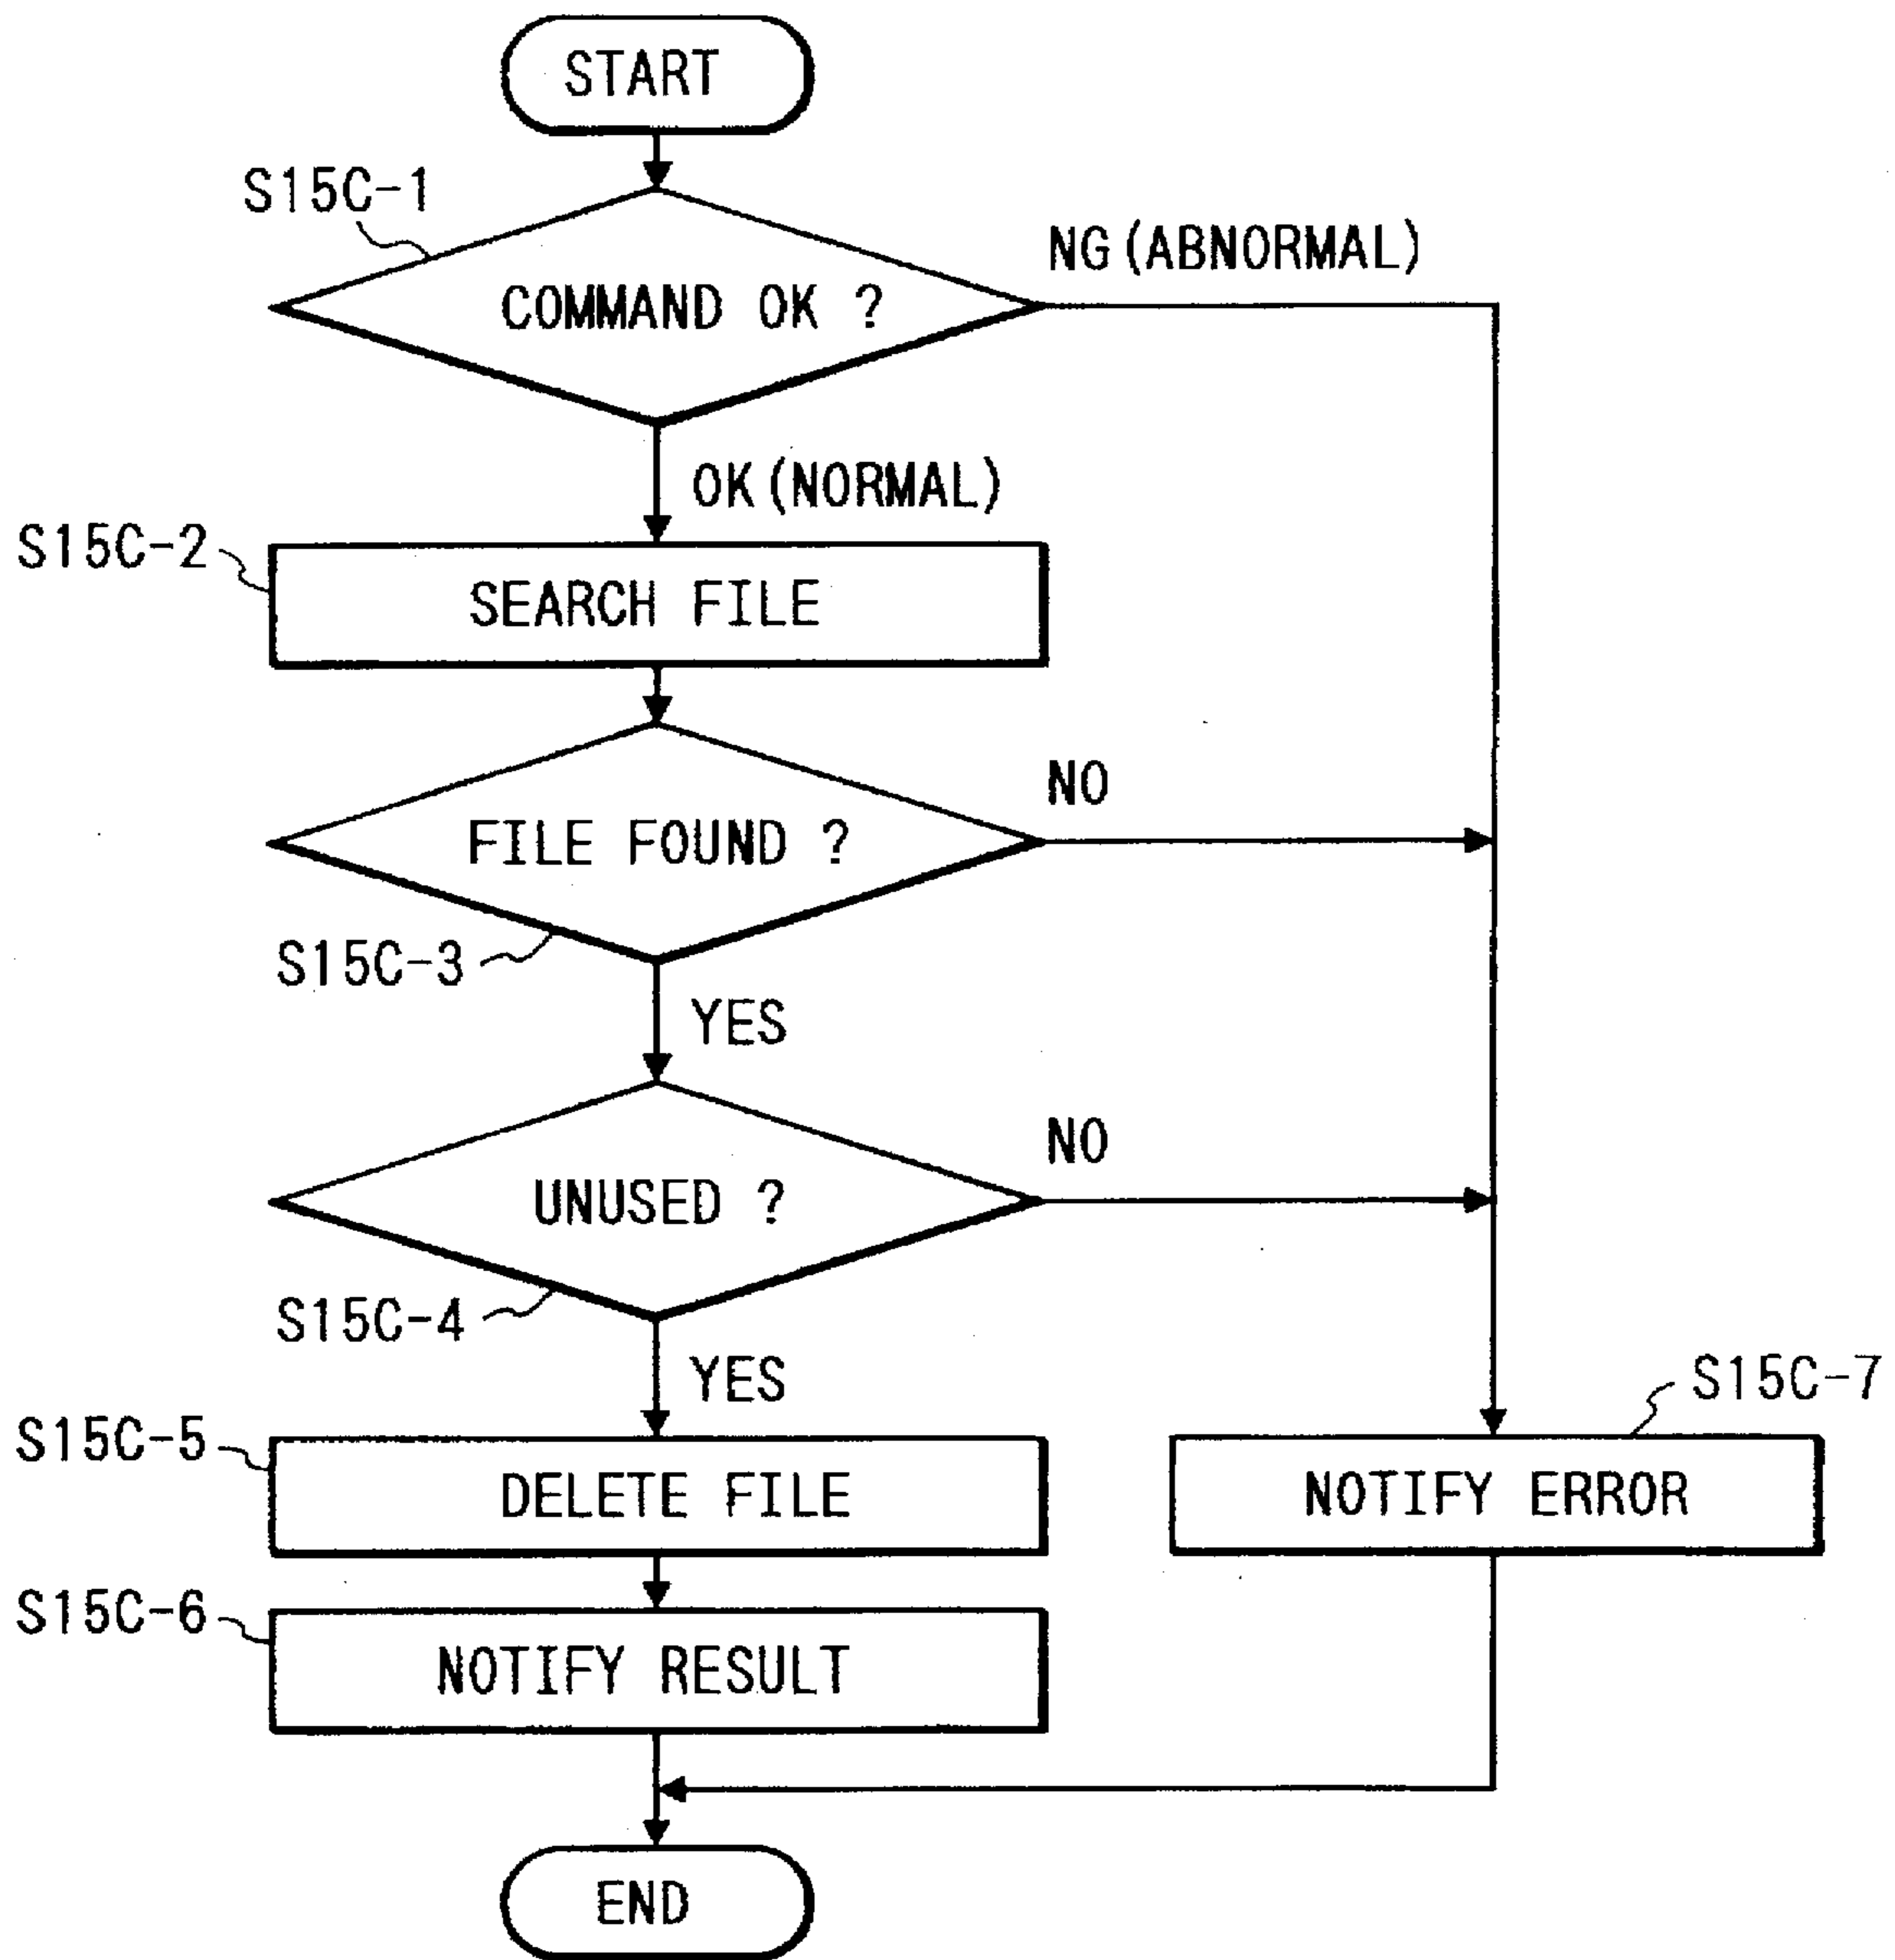 START
S15C-1
NG (ABNORMAL)
COMMAND OK ?
OK (NORMAL)
S15C-2
SEARCH FILE
NO
FILE FOUND ?
S15C-3
YES
NO
UNUSED ?
S15C-4
YES
S15C-7
S15C-5
DELETE FILE
NOTIFY ERROR
S15C-6
NOTIFY RESULT
END